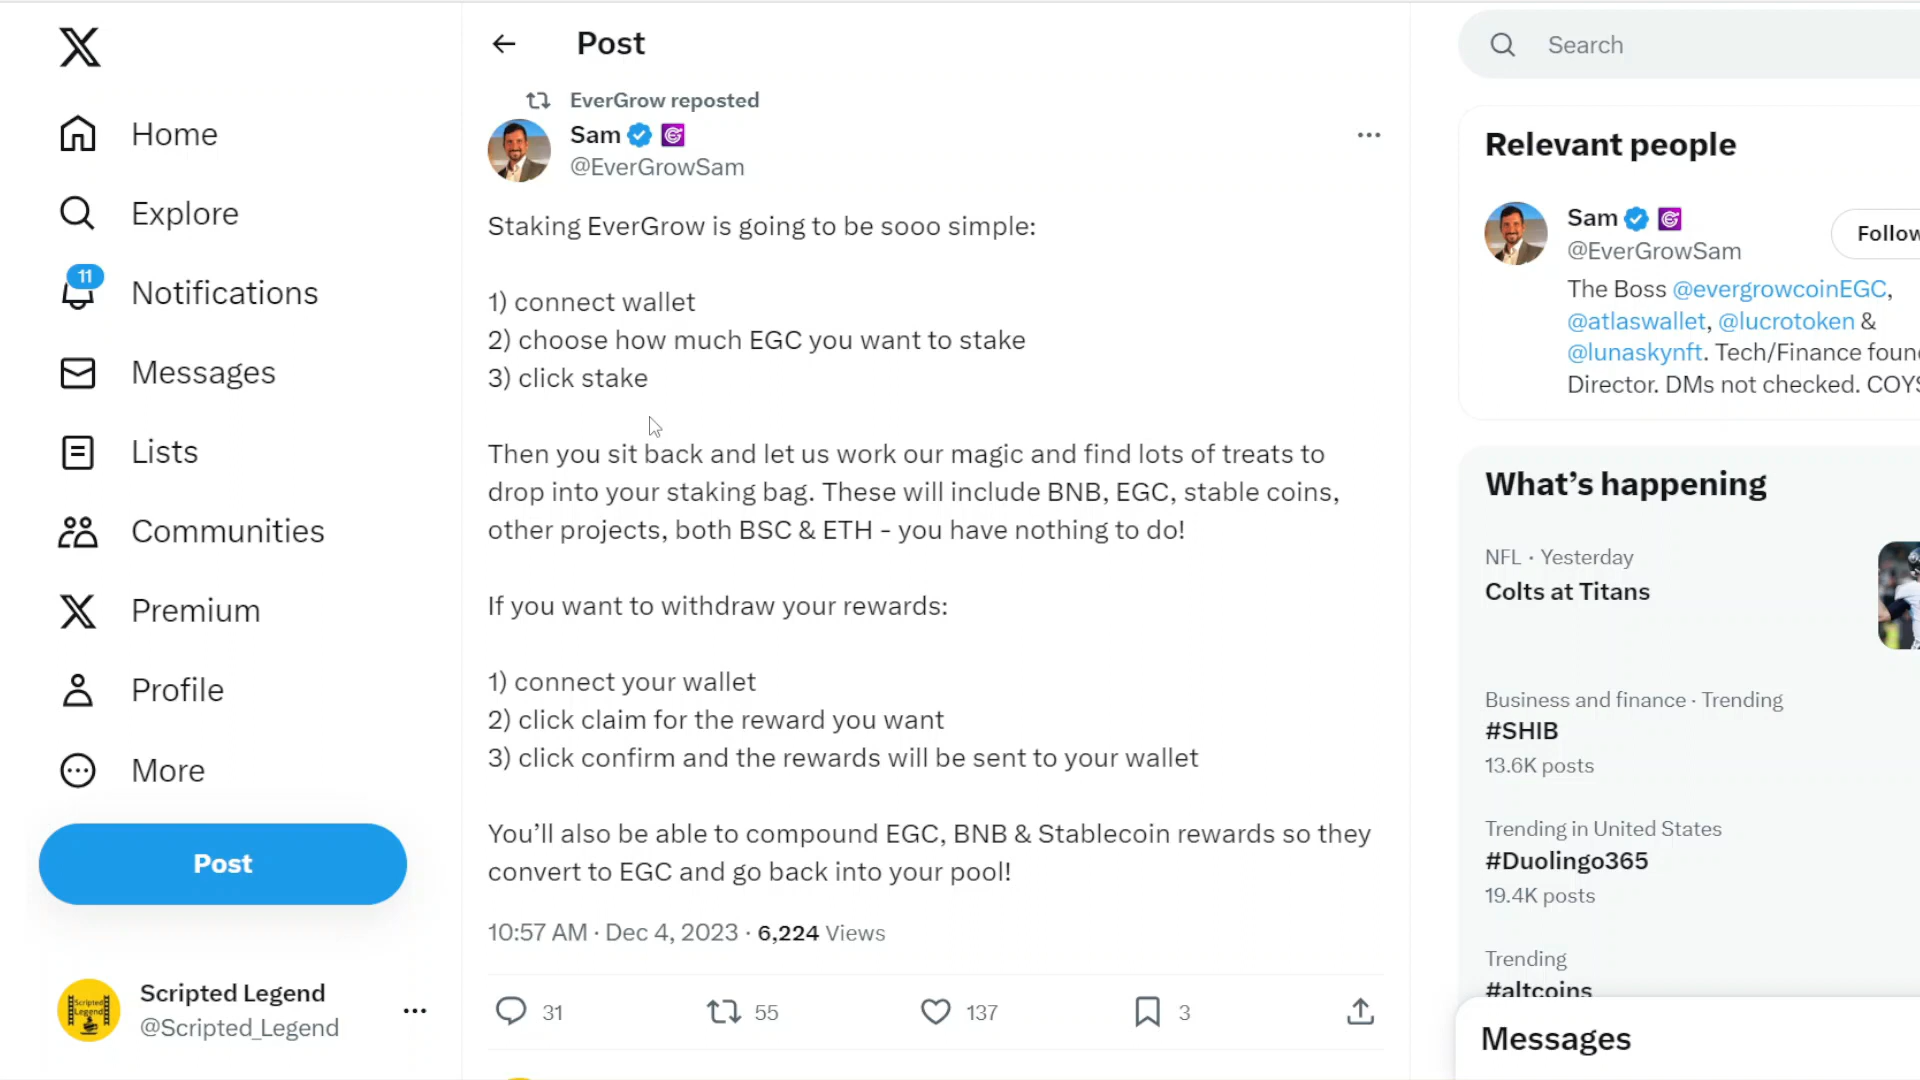 Home
Explore
11
Notifications
Messages
Lists
Communities
Premium
Profile
More
Post
Scripted Legend
@Scripted_Legend
Post
EverGrow reposted
Sam
@EverGrowSam
Staking EverGrow is going to be sooo simple:
1) connect wallet
2) choose how much EGC you want to stake
3) click stake
Then you sit back and let us work our magic and find lots of treats to
drop into your staking bag. These will include BNB, EGC, stable coins,
other projects, both BSC & ETH - you have nothing to do!
If you want to withdraw your rewards:
1) connect your wallet
2) click claim for the reward you want
3) click confirm and the rewards will be sent to your wallet
You’ll also be able to compound EGC, BNB & Stablecoin rewards so they
convert to EGC and go back into your pool!
10:57 AM · Dec 4, 2023 · 6,224 Views
31 55 137 3
Search
Relevant people
Sam
@EverGrowSam
Follow
The Boss @evergrowcoinEGC,
@atlaswallet, @lucrotoken &
@lunaskynft. Tech/Finance foun
Director. DMs not checked. COYS
What’s happening
NFL · Yesterday
Colts at Titans
Business and finance · Trending
#SHIB
13.6K posts
Trending in United States
#Duolingo365
19.4K posts
Trending
#altcoins
Messages